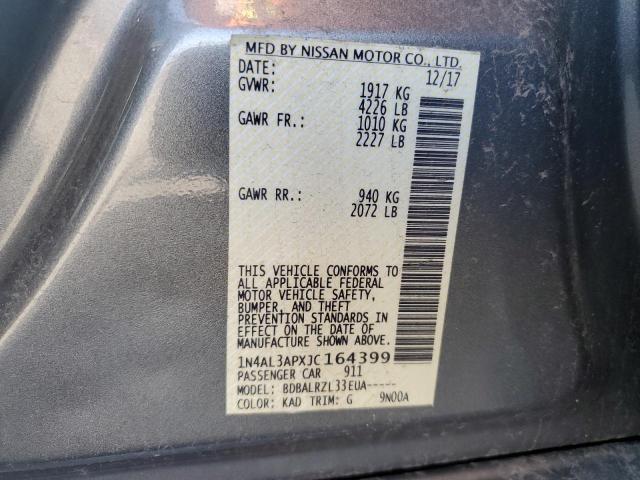 MFD BY NISSAN MOTOR CO., LTD.
DATE: 12/17
GVWR: 1917 KG
4226 LB
GAWR FR.: 1010 KG
2227 LB
GAWR RR.: 940 KG
2072 LB
THIS VEHICLE CONFORMS TO
ALL APPLICABLE FEDERAL
MOTOR VEHICLE SAFETY,
BUMPER, AND THEFT
PREVENTION STANDARDS IN
EFFECT ON THE DATE OF
MANUFACTURE SHOWN ABOVE.
1N4AL3APXJC164399
PASSENGER CAR 911
MODEL: BDBALRZL33EUA-----
COLOR: KAD TRIM: G 9N00A